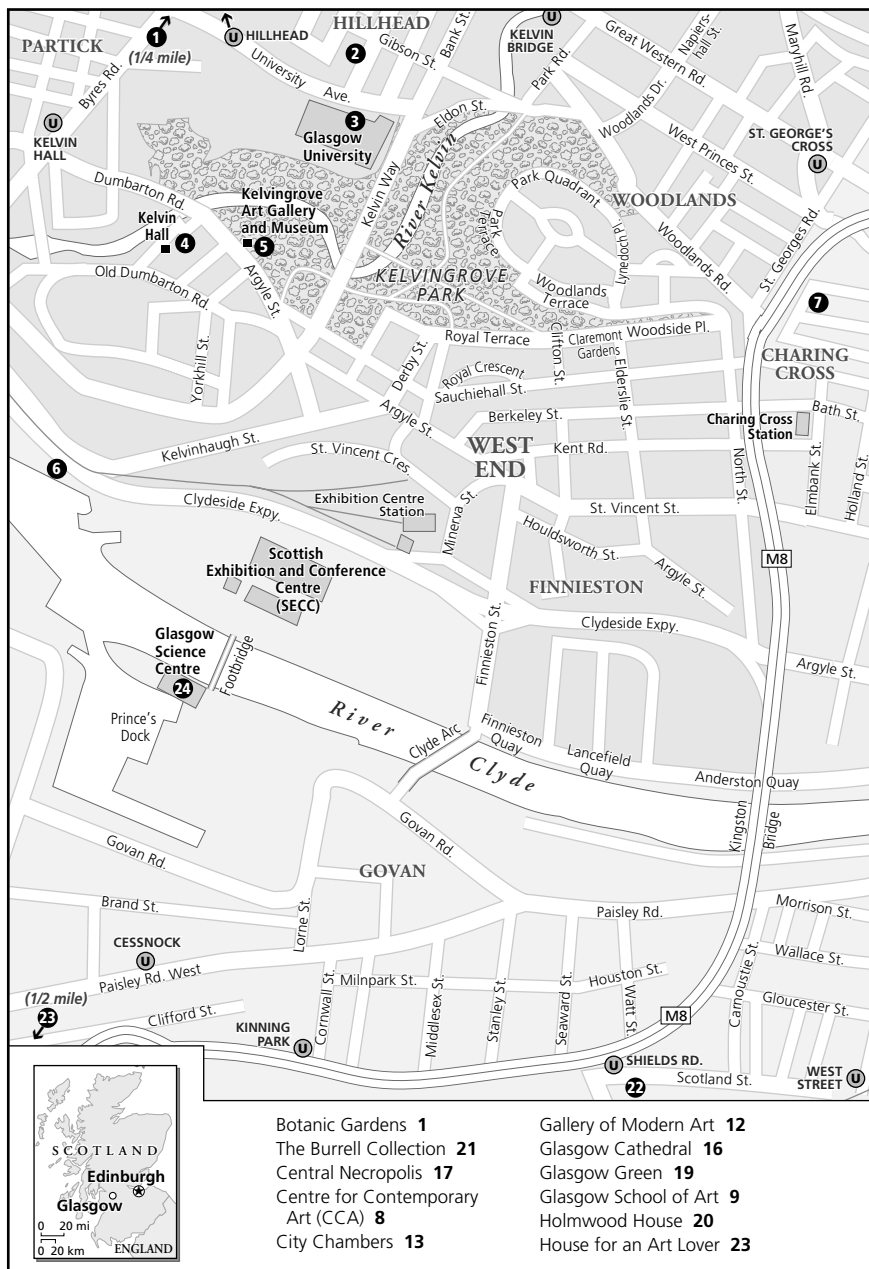 PARTICK
1
(1/4 mile)
U HILLHEAD
HILLHEAD
2
Gibson St.
Bank St.
KELVIN
BRIDGE
U
Park Rd.
Great Western Rd.
Napiers-
hall St.
Maryhill Rd.
Byres Rd.
University
Ave.
3
Glasgow
University
Eldon St.
Woodlands Dr.
West Princes St.
ST. GEORGE'S
CROSS
U
U
KELVIN
HALL
Dumbarton Rd.
Kelvin Way
River Kelvin
Park Quadrant
Park
Terrace
WOODLANDS
Kelvingrove
Art Gallery
and Museum
5
Kelvin
Hall
4
Lynedoch Pl.
Woodlands Rd.
St. Georges Rd.
Old Dumbarton Rd.
Argyle St.
KELVINGROVE
PARK
Woodlands
Terrace
7
Yorkhill St.
Royal Terrace
Clifton St.
Claremont
Gardens
Woodside Pl.
CHARING
CROSS
Derby St.
Royal Crescent
Sauchiehall St.
Elderslie St.
Argyle St.
Berkeley St.
Bath St.
Charing Cross
Station
Kelvinhaugh St.
St. Vincent Cres.
WEST
END
Kent Rd.
North St.
Elmbank St.
Holland St.
6
Clydeside Expy.
Exhibition Centre
Station
Minerva St.
St. Vincent St.
Houldsworth St.
Argyle St.
M8
Scottish
Exhibition and Conference
Centre
(SECC)
FINNIESTON
Finnieston St.
Clydeside Expy.
Argyle St.
Glasgow
Science
Centre
24
Footbridge
Prince's
Dock
River
Clyde
Clyde Arc
Finnieston
Quay
Lancefield
Quay
Anderston Quay
Kingston
Bridge
Govan Rd.
Govan Rd.
GOVAN
Brand St.
Lorne St.
Paisley Rd.
Morrison St.
CESSNOCK
U
Paisley Rd. West
Wallace St.
Milnpark St.
Houston St.
Carnoustie St.
Gloucester St.
(1/2 mile)
23
Clifford St.
Cornwall St.
Middlesex St.
Stanley St.
Seaward St.
Watt St.
M8
KINNING
PARK
U
U SHIELDS RD.
22
Scotland St.
WEST
STREET
U
SCOTLAND
Edinburgh
Glasgow
0 20 mi
0 20 km
ENGLAND
Botanic Gardens 1
The Burrell Collection 21
Central Necropolis 17
Centre for Contemporary
Art (CCA) 8
City Chambers 13
Gallery of Modern Art 12
Glasgow Cathedral 16
Glasgow Green 19
Glasgow School of Art 9
Holmwood House 20
House for an Art Lover 23